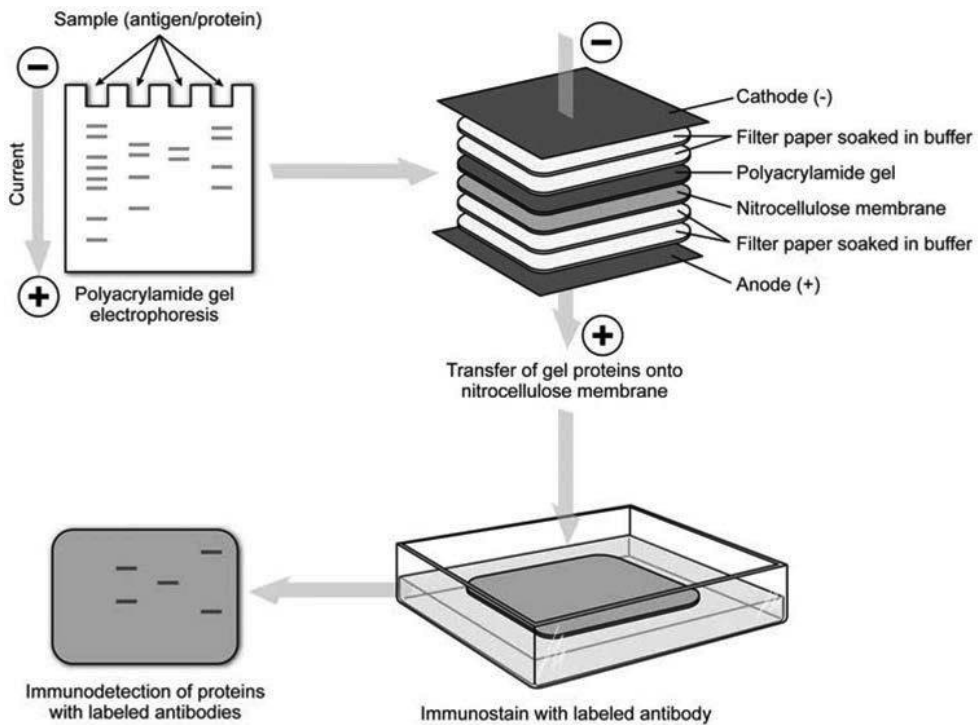 Sample (antigen/protein)
−
Current
+
Polyacrylamide gel
electrophoresis
−
Cathode (-)
Filter paper soaked in buffer
Polyacrylamide gel
Nitrocellulose membrane
Filter paper soaked in buffer
Anode (+)
+
Transfer of gel proteins onto
nitrocellulose membrane
Immunostain with labeled antibody
Immunodetection of proteins
with labeled antibodies